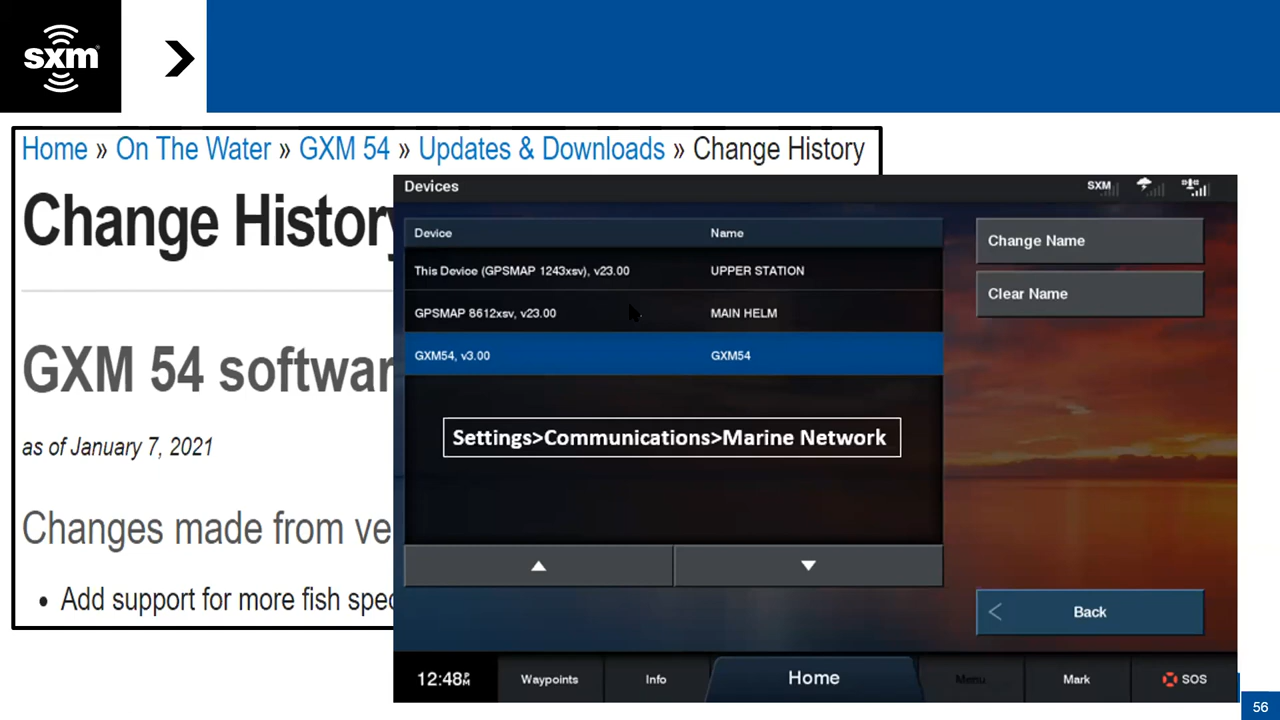 sxm
Home » On The Water » GXM 54 » Updates & Downloads » Change History
Change History
GXM 54 softwar
as of January 7, 2021
Changes made from ve
• Add support for more fish spec
Devices
SXM
Device Name
This Device (GPSMAP 1243xsv), v23.00 UPPER STATION
GPSMAP 8612xsv, v23.00 MAIN HELM
GXM54, v3.00 GXM54
Settings>Communications>Marine Network
Change Name
Clear Name
Back
12:48PM Waypoints Info Home Menu Mark SOS
56